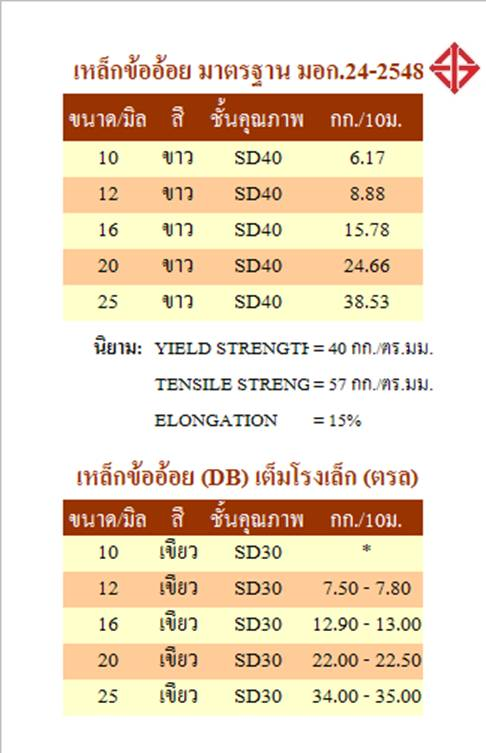 เหล็กข้ออ้อย มาตรฐาน มอก.24-2548
ขนาด/มิล สี ชั้นคุณภาพ กก./10ม.
10 ขาว SD40 6.17
12 ขาว SD40 8.88
16 ขาว SD40 15.78
20 ขาว SD40 24.66
25 ขาว SD40 38.53
นิยาม: YIELD STRENGTH = 40 กก./ตร.มม.
TENSILE STRENG = 57 กก./ตร.มม.
ELONGATION = 15%
เหล็กข้ออ้อย (DB) เต็มโรงเล็ก (ตรล)
ขนาด/มิล สี ชั้นคุณภาพ กก./10ม.
10 เขียว SD30 *
12 เขียว SD30 7.50 - 7.80
16 เขียว SD30 12.90 - 13.00
20 เขียว SD30 22.00 - 22.50
25 เขียว SD30 34.00 - 35.00